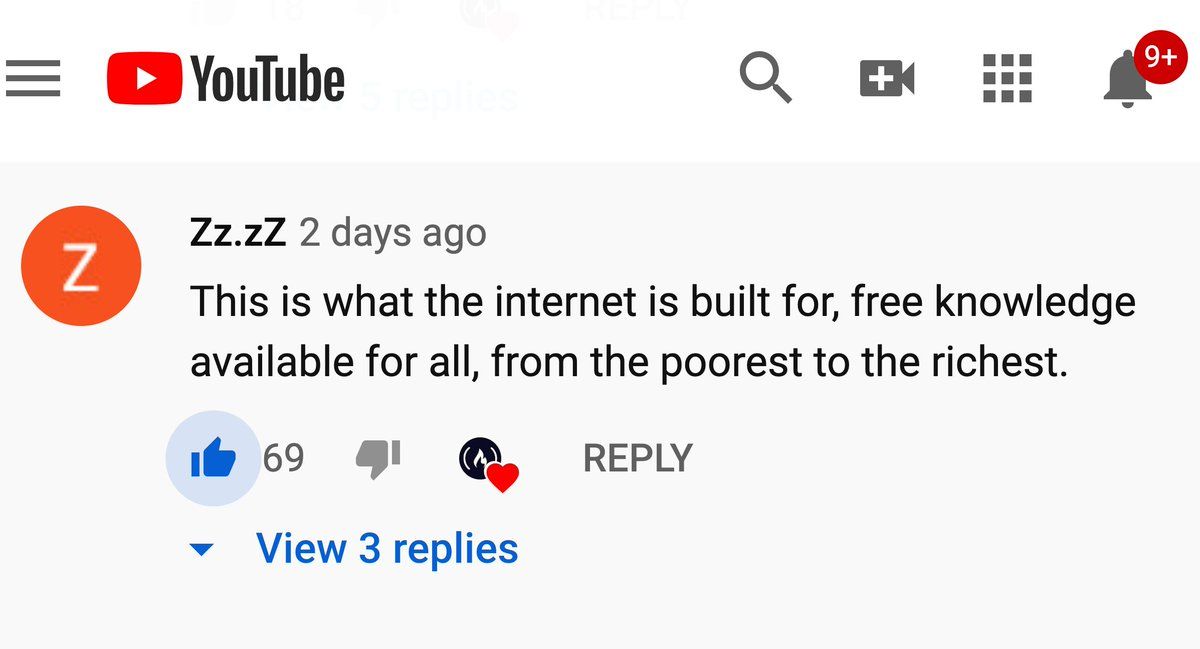 18 REPLY
YouTube
5 replies
9+
Z
Zz.zZ 2 days ago
This is what the internet is built for, free knowledge
available for all, from the poorest to the richest.
69 REPLY
View 3 replies